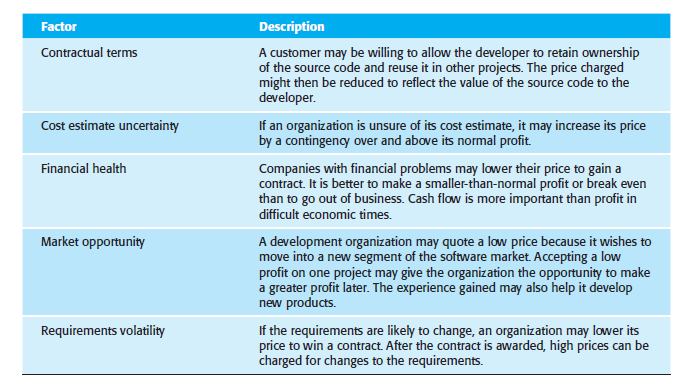 Factor Description
Contractual terms A customer may be willing to allow the developer to retain ownership
of the source code and reuse it in other projects. The price charged
might then be reduced to reflect the value of the source code to the
developer.
Cost estimate uncertainty If an organization is unsure of its cost estimate, it may increase its price
by a contingency over and above its normal profit.
Financial health Companies with financial problems may lower their price to gain a
contract. It is better to make a smaller-than-normal profit or break even
than to go out of business. Cash flow is more important than profit in
difficult economic times.
Market opportunity A development organization may quote a low price because it wishes to
move into a new segment of the software market. Accepting a low
profit on one project may give the organization the opportunity to make
a greater profit later. The experience gained may also help it develop
new products.
Requirements volatility If the requirements are likely to change, an organization may lower its
price to win a contract. After the contract is awarded, high prices can be
charged for changes to the requirements.